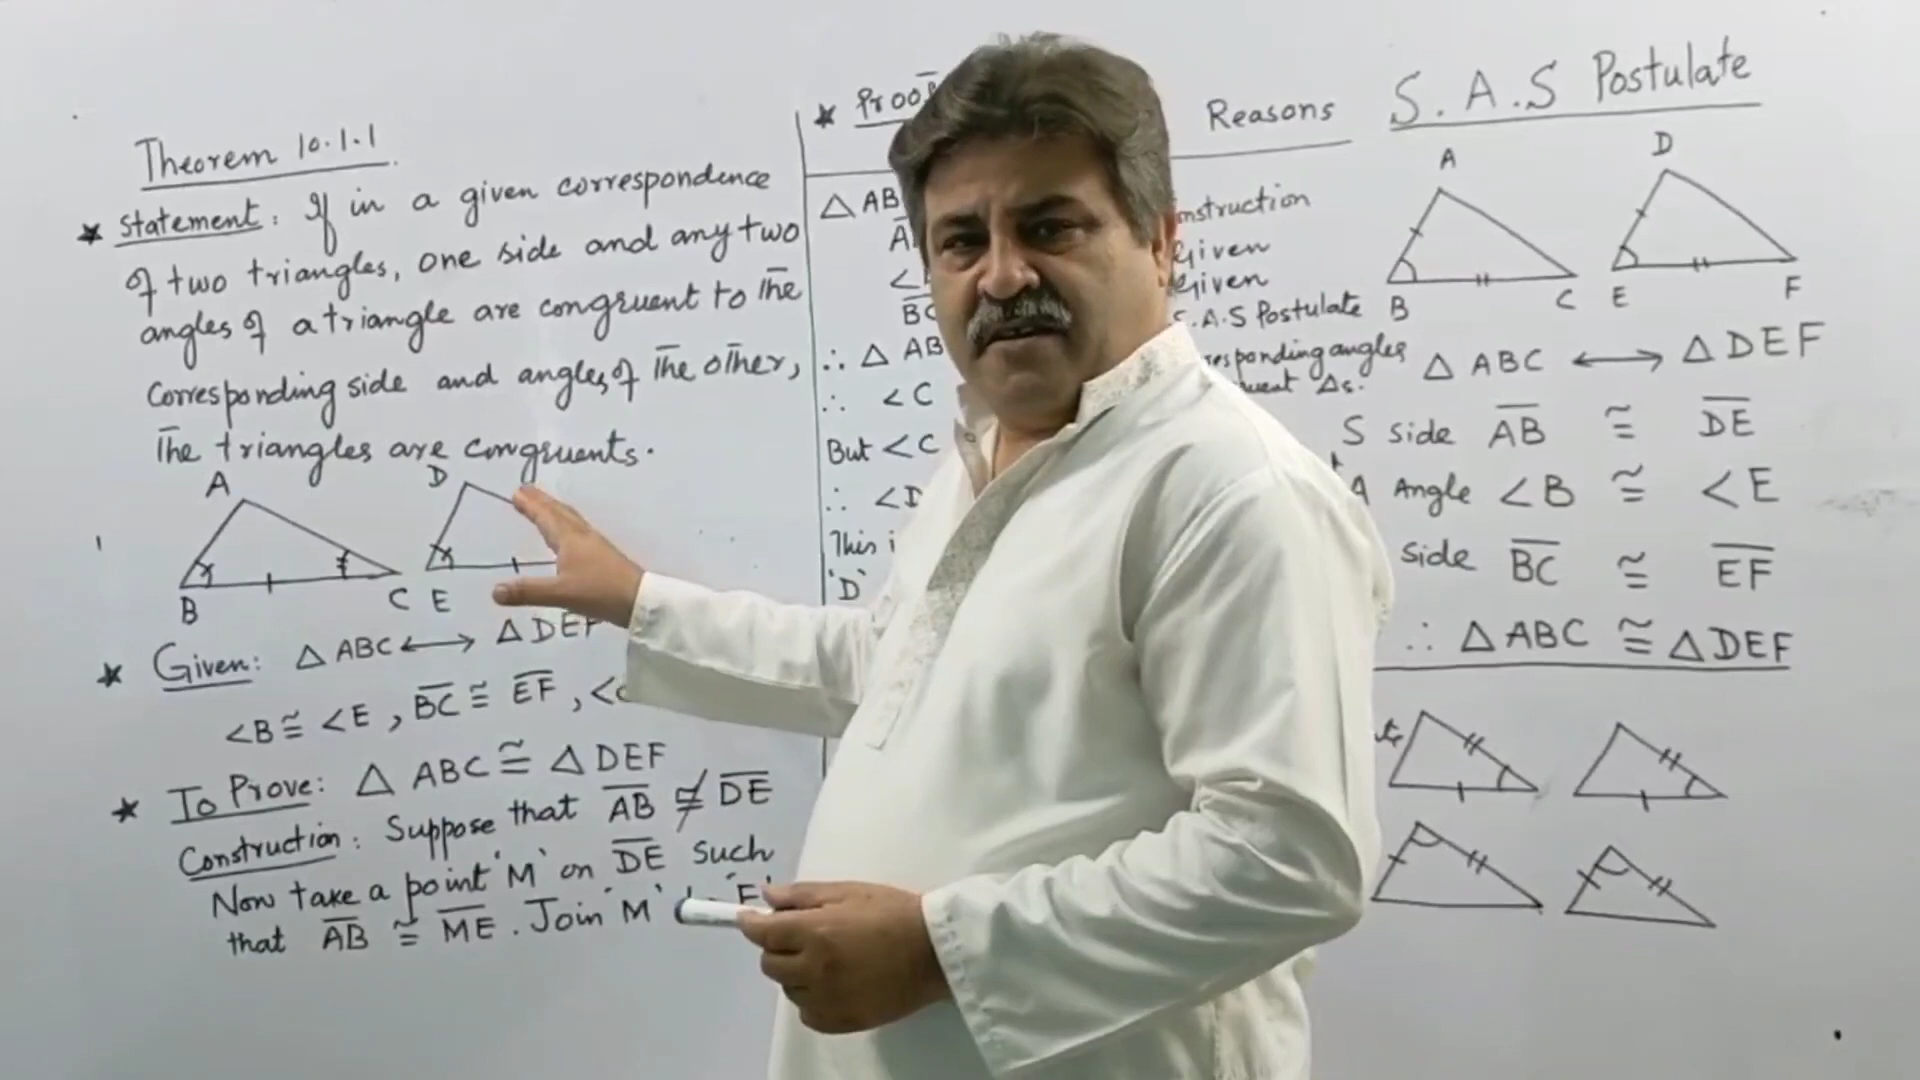 Theorem 10.1.1
★ Statement: If in a given correspondence
of two triangles, one side and any two
angles of a triangle are congruent to the
corresponding side and angles of the other,
the triangles are congruents.
A
D
B
C
E
★ Given: △ ABC ⟷ △ DEF
<B ≅ <E , BC ≅ EF , <
★ To Prove: △ ABC ≅ △ DEF
Construction: Suppose that AB ≇ DE
Now take a point 'M' on DE such
that AB ≅ ME . Join 'M'
★ Proof
Reasons
△ AB
Given
<
Given
BC
S.A.S Postulate
∴ △ AB
∴ <C
But <C
∴ <D
This
'D'
S.A.S Postulate
A
D
B
C
E
F
△ ABC ⟷ △ DEF
S side AB ≅ DE
A Angle <B ≅ <E
side BC ≅ EF
∴ △ ABC ≅ △ DEF